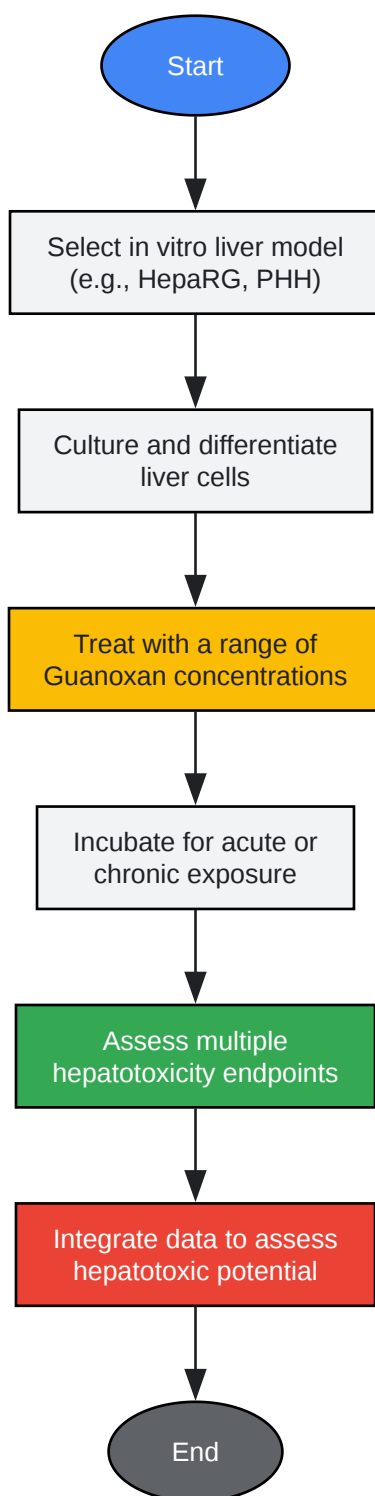 Start
Select in vitro liver model
(e.g., HepaRG, PHH)
Culture and differentiate
liver cells
Treat with a range of
Guanoxan concentrations
Incubate for acute or
chronic exposure
Assess multiple
hepatotoxicity endpoints
Integrate data to assess
hepatotoxic potential
End